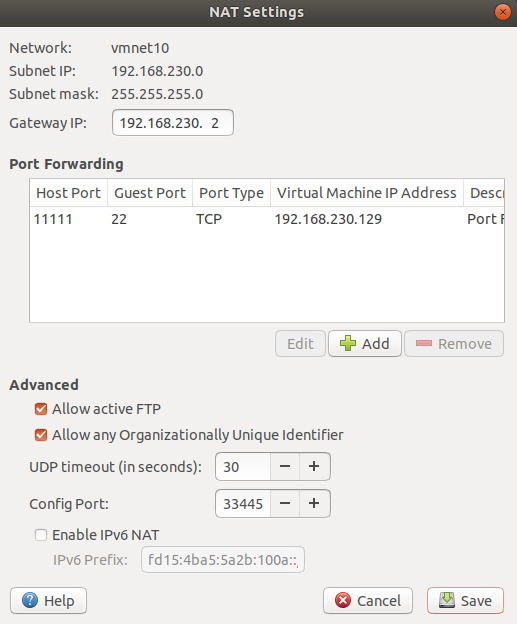 NAT Settings
Network: vmnet10
Subnet IP: 192.168.230.0
Subnet mask: 255.255.255.0
Gateway IP: 192.168.230. 2
Port Forwarding
Host Port Guest Port Port Type Virtual Machine IP Address Descr
11111 22 TCP 192.168.230.129 Port F
Edit Add Remove
Advanced
Allow active FTP
Allow any Organizationally Unique Identifier
UDP timeout (in seconds): 30 − +
Config Port: 33445 − +
Enable IPv6 NAT
IPv6 Prefix: fd15:4ba5:5a2b:100a::
Help Cancel Save